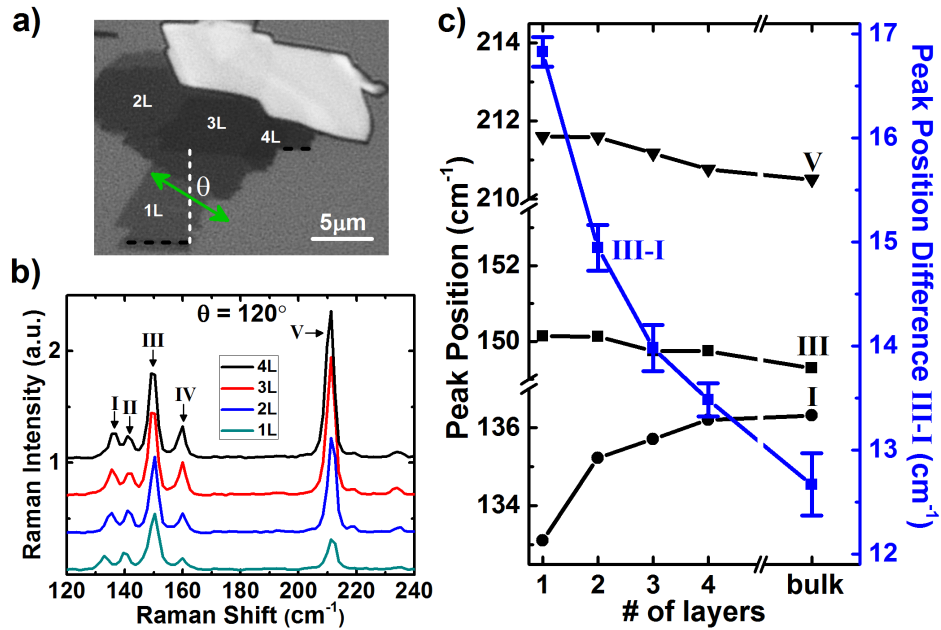 a)
2L
3L
4L
θ
1L
5µm
b)
θ = 120°
V
III
I
II
IV
4L
3L
2L
1L
2
1
Raman Intensity (a.u.)
120 140 160 180 200 220 240
Raman Shift (cm-1)
c)
214
212
210
152
150
136
134
Peak Position (cm-1)
V
III-I
III
I
17
16
15
14
13
12
Peak Position Difference III-I (cm-1)
1 2 3 4 bulk
# of layers